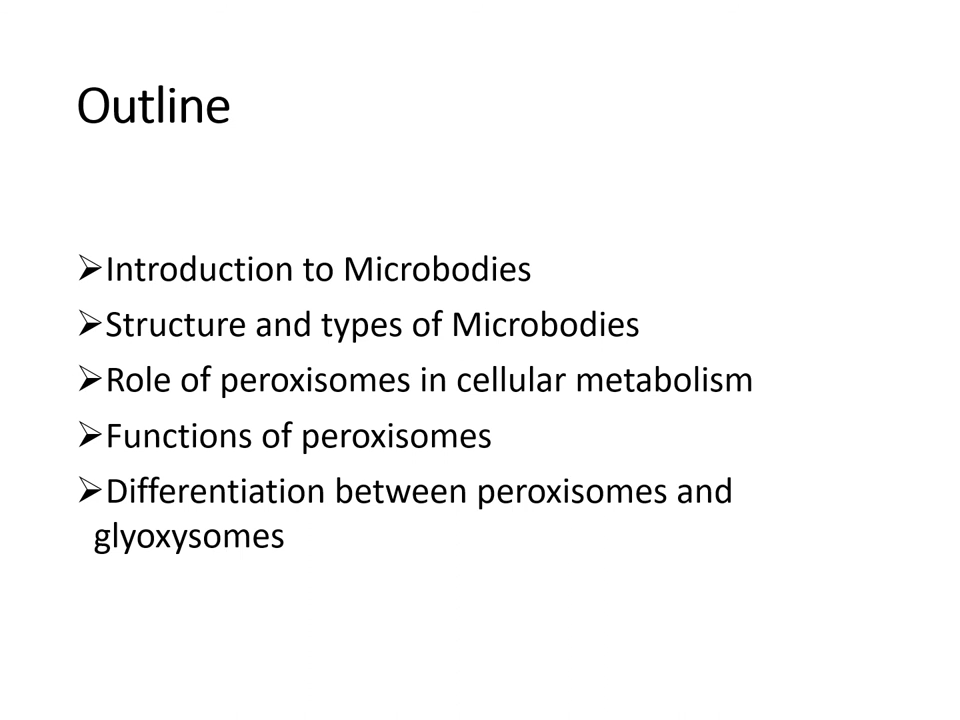 Outline
➢Introduction to Microbodies
➢Structure and types of Microbodies
➢Role of peroxisomes in cellular metabolism
➢Functions of peroxisomes
➢Differentiation between peroxisomes and
glyoxysomes